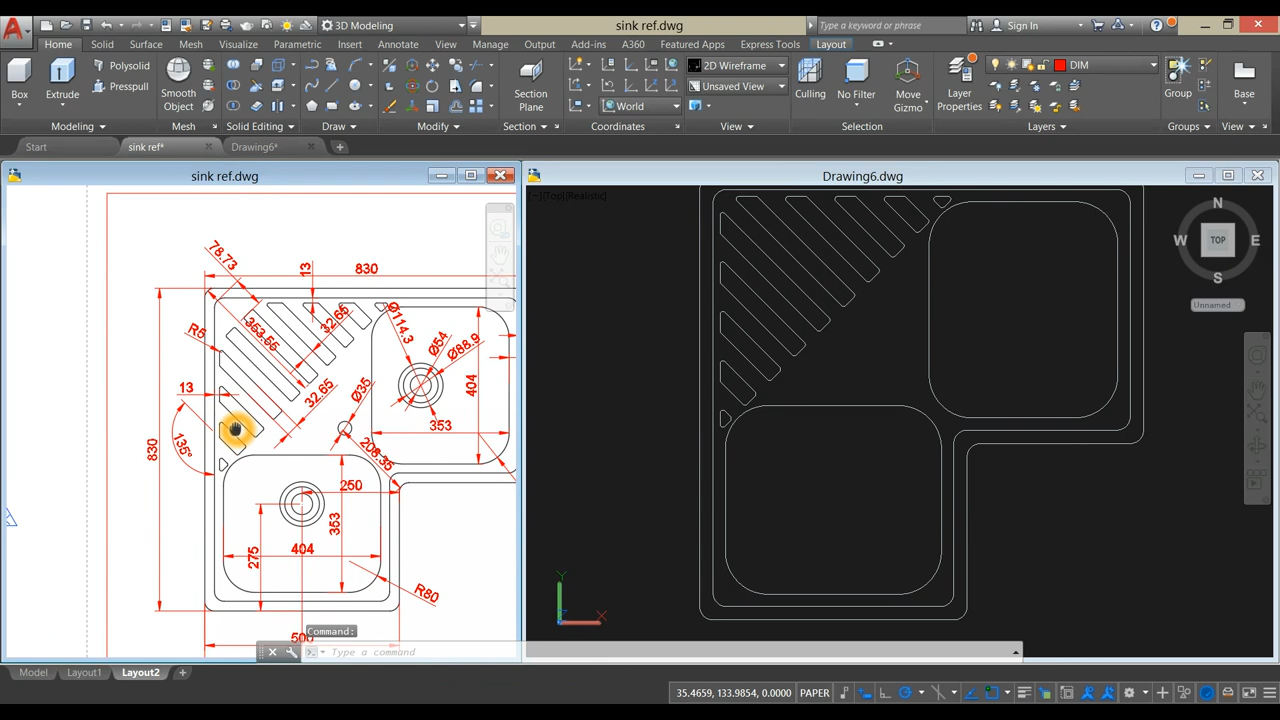 3D Modeling
sink ref.dwg
Type a keyword or phrase
Sign In
Home Solid Surface Mesh Visualize Parametric Insert Annotate View Manage Output Add-ins A360 Featured Apps Express Tools Layout
Box
Extrude
Polysolid
Presspull
Smooth
Object
Section
Plane
World
2D Wireframe
Unsaved View
Culling
No Filter
Move
Gizmo
Layer
Properties
DIM
Group
Base
Modeling
Mesh
Solid Editing
Draw
Modify
Section
Coordinates
View
Selection
Layers
Groups
View
Start
sink ref*
Drawing6*
sink ref.dwg
Drawing6.dwg
[−][Top][Realistic]
N
W TOP E
S
Unnamed
78.73
13
830
R5
353.55
32.65
Ø114.3
Ø54
Ø88.9
404
13
32.65
Ø35
353
830
135°
208.35
250
353
404
275
R80
500
Y
X
Command:
Type a command
Model Layout1 Layout2
35.4659, 133.9854, 0.0000 PAPER